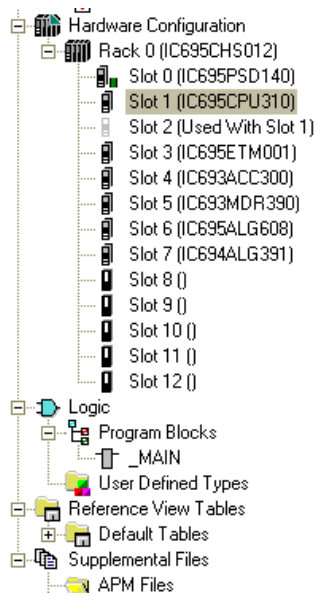 Hardware Configuration
Rack 0 (IC695CHS012)
Slot 0 (IC695PSD140)
Slot 1 (IC695CPU310)
Slot 2 (Used With Slot 1)
Slot 3 (IC695ETM001)
Slot 4 (IC693ACC300)
Slot 5 (IC693MDR390)
Slot 6 (IC695ALG608)
Slot 7 (IC694ALG391)
Slot 8 ()
Slot 9 ()
Slot 10 ()
Slot 11 ()
Slot 12 ()
Logic
Program Blocks
_MAIN
User Defined Types
Reference View Tables
Default Tables
Supplemental Files
APM Files